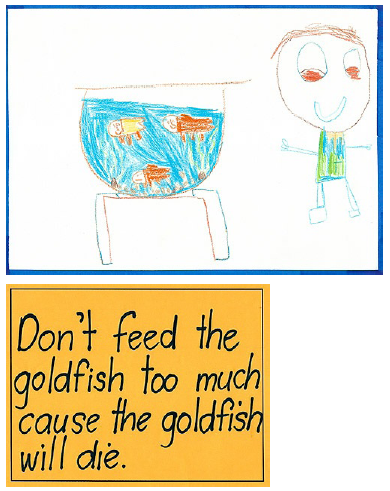 Don't feed the
goldfish too much
cause the goldfish
will die.